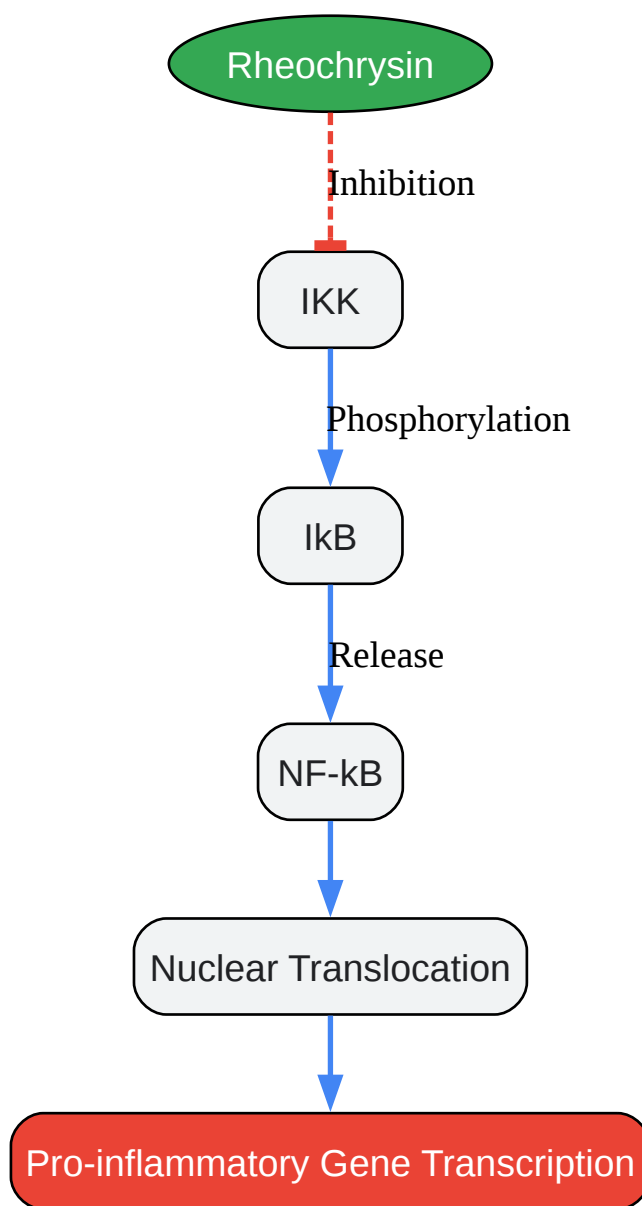 Rheochrysin
Inhibition
IKK
Phosphorylation
IkB
Release
NF-kB
Nuclear Translocation
Pro-inflammatory Gene Transcription